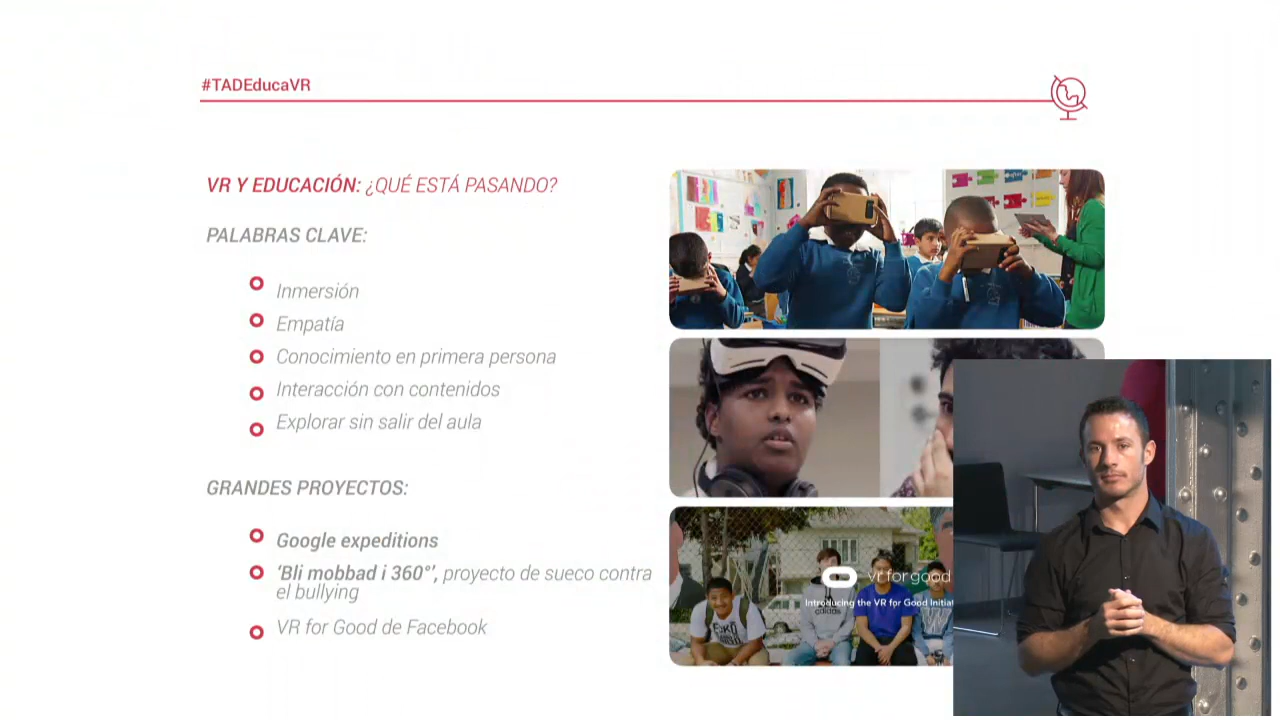 #TADEducaVR
VR Y EDUCACIÓN: ¿QUÉ ESTÁ PASANDO?
PALABRAS CLAVE:
Inmersión
Empatía
Conocimiento en primera persona
Interacción con contenidos
Explorar sin salir del aula
GRANDES PROYECTOS:
Google expeditions
‘Bli mobbad i 360°’, proyecto de sueco contra
el bullying
VR for Good de Facebook
vr for good
Introducing the VR for Good
adidas